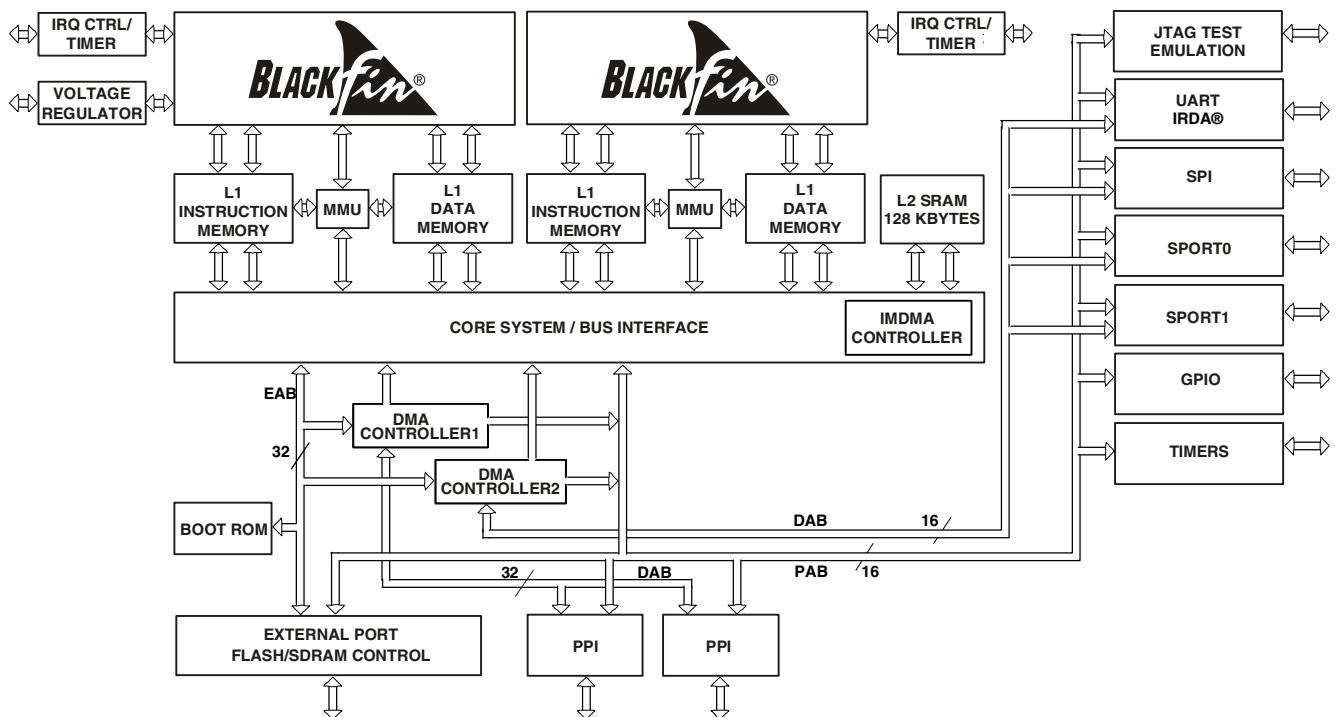 IRQ CTRL/
TIMER
VOLTAGE
REGULATOR
BLACKfin®
BLACKfin®
IRQ CTRL/
TIMER
JTAG TEST
EMULATION
UART
IRDA®
SPI
SPORT0
SPORT1
GPIO
TIMERS
L1
INSTRUCTION
MEMORY
MMU
L1
DATA
MEMORY
L1
INSTRUCTION
MEMORY
MMU
L1
DATA
MEMORY
L2 SRAM
128 KBYTES
CORE SYSTEM / BUS INTERFACE
IMDMA
CONTROLLER
EAB
32
DMA
CONTROLLER1
DMA
CONTROLLER2
BOOT ROM
DAB
16
32
DAB
PAB
16
EXTERNAL PORT
FLASH/SDRAM CONTROL
PPI
PPI